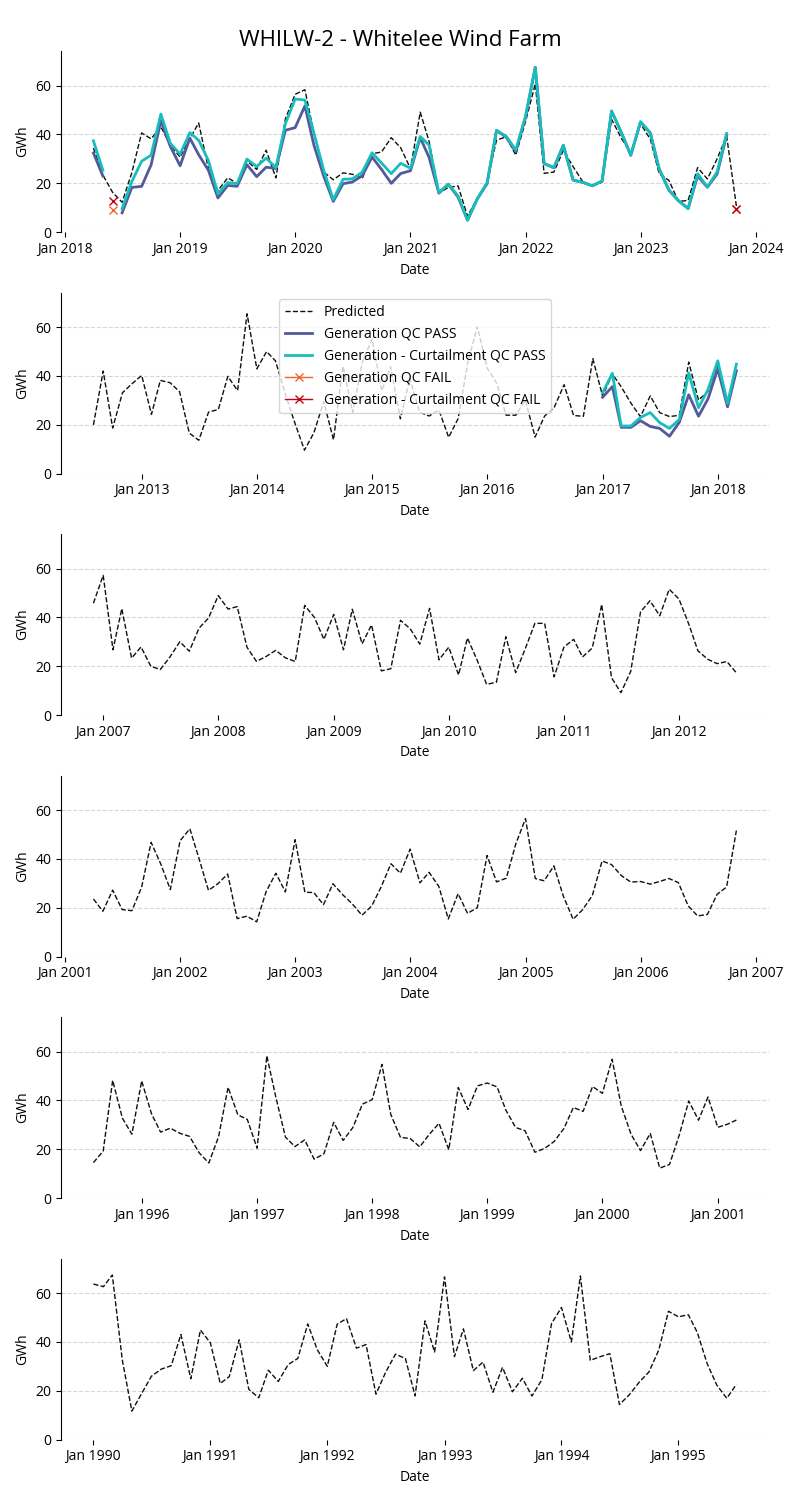 WHILW-2 - Whitelee Wind Farm
60
40
20
0
GWh
Jan 2018 Jan 2019 Jan 2020 Jan 2021 Jan 2022 Jan 2023 Jan 2024
Date
60
40
20
0
GWh
Predicted
Generation QC PASS
Generation - Curtailment QC PASS
Generation QC FAIL
Generation - Curtailment QC FAIL
Jan 2013 Jan 2014 Jan 2015 Jan 2016 Jan 2017 Jan 2018
Date
60
40
20
0
GWh
Jan 2007 Jan 2008 Jan 2009 Jan 2010 Jan 2011 Jan 2012
Date
60
40
20
0
GWh
Jan 2001 Jan 2002 Jan 2003 Jan 2004 Jan 2005 Jan 2006 Jan 2007
Date
60
40
20
0
GWh
Jan 1996 Jan 1997 Jan 1998 Jan 1999 Jan 2000 Jan 2001
Date
60
40
20
0
GWh
Jan 1990 Jan 1991 Jan 1992 Jan 1993 Jan 1994 Jan 1995
Date